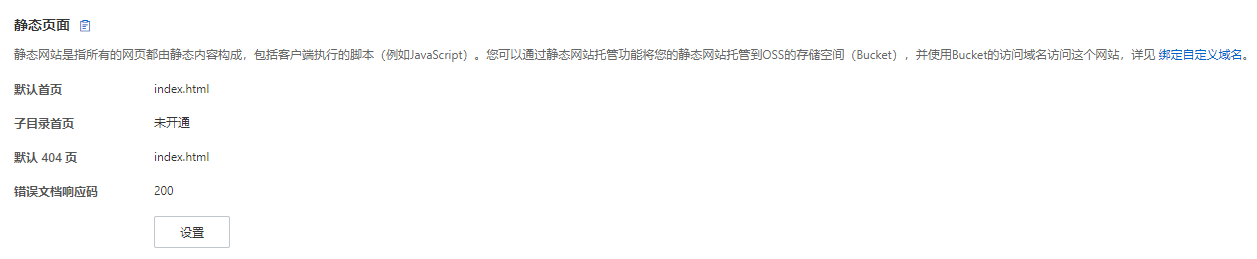 静态页面
静态网站是指所有的网页都由静态内容构成，包括客户端执行的脚本（例如JavaScript）。您可以通过静态网站托管功能将您的静态网站托管到OSS的存储空间（Bucket），并使用Bucket的访问域名访问这个网站，详见 绑定自定义域名。
默认首页 index.html
子目录首页 未开通
默认 404 页 index.html
错误文档响应码 200
设置